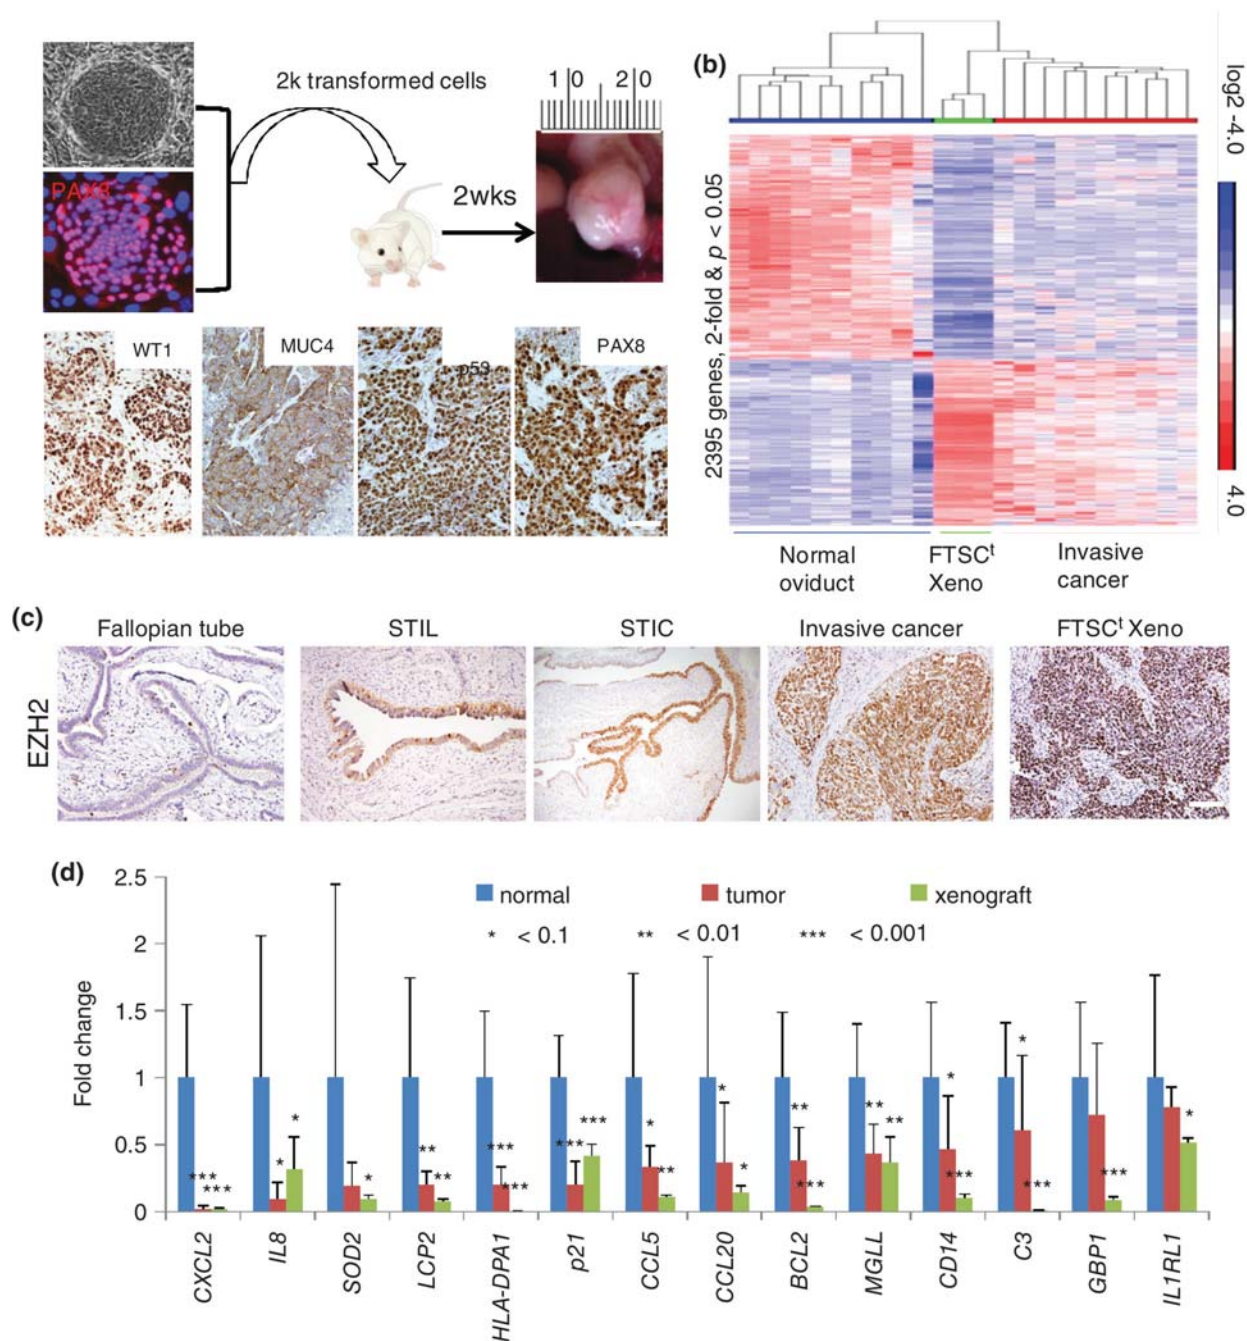 2k transformed cells
1 0 2 0
PAX8
2wks
WT1
MUC4
p53
PAX8
(b)
2395 genes, 2-fold & p < 0.05
log2 -4.0
4.0
Normal
oviduct
FTSCᵗ
Xeno
Invasive
cancer
(c)
Fallopian tube
STIL
STIC
Invasive cancer
FTSCᵗ Xeno
EZH2
(d)
Fold change
2.5
2
1.5
1
0.5
0
normal
tumor
xenograft
* < 0.1
** < 0.01
*** < 0.001
***
***
*
*
*
**
**
***
***
***
***
*
**
*
*
**
***
**
**
*
***
*
***
***
*
CXCL2
IL8
SOD2
LCP2
HLA-DPA1
p21
CCL5
CCL20
BCL2
MGLL
CD14
C3
GBP1
IL1RL1